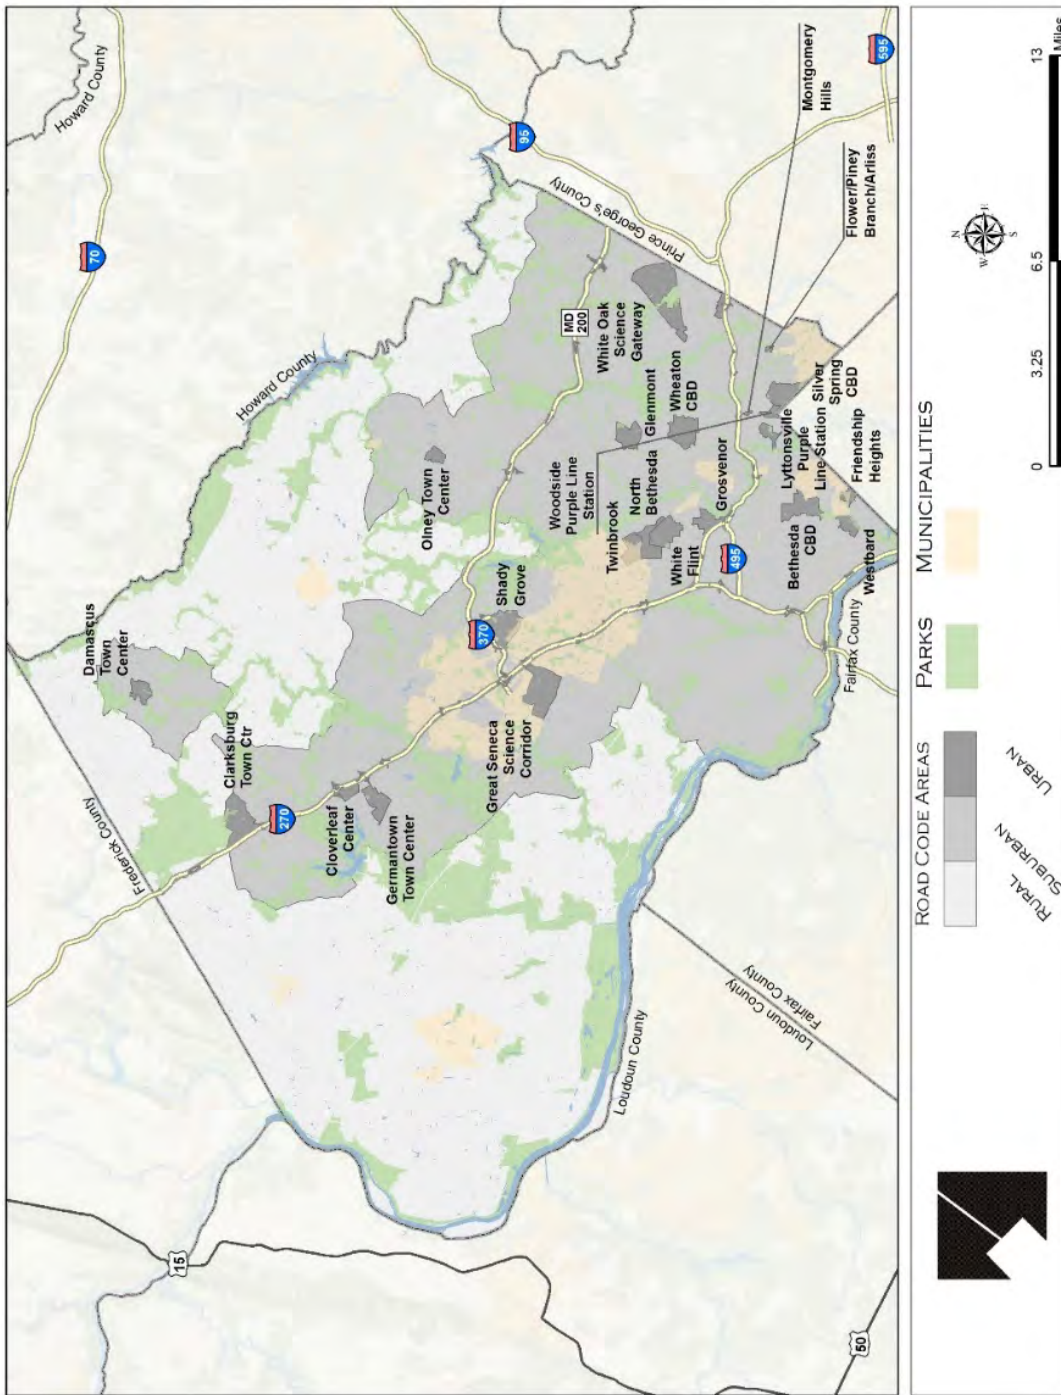 Howard County
70
Howard County
95
595
Montgomery
Hills
Flower/Piney
Branch/Arliss
Prince George's County
MD
200
White Oak
Science
Gateway
Glenmont
Wheaton
CBD
Silver
Spring
CBD
Lyttonsville
Purple
Line Station
Friendship
Heights
Woodside
Purple Line
Station
North
Bethesda
Grosvenor
Twinbrook
White
Flint
495
Bethesda
CBD
Westbard
Olney Town
Center
Shady
Grove
370
Damascus
Town
Center
Clarksburg
Town Ctr
270
Cloverleaf
Center
Germantown
Town Center
Great Seneca
Science
Corridor
Frederick County
Fairfax County
Loudoun County
Loudoun County
Fairfax County
15
50
ROAD CODE AREAS
RURAL
SUBURBAN
URBAN
PARKS
MUNICIPALITIES
N
W
S
0
3.25
6.5
13
Miles